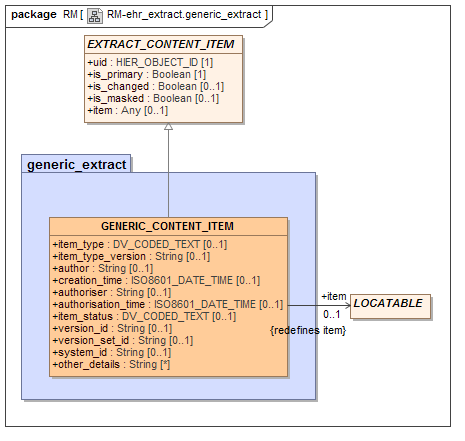 package RM [ RM-ehr_extract.generic_extract ]
EXTRACT_CONTENT_ITEM
+uid : HIER_OBJECT_ID [1]
+is_primary : Boolean [1]
+is_changed : Boolean [0..1]
+is_masked : Boolean [0..1]
+item : Any [0..1]
generic_extract
GENERIC_CONTENT_ITEM
+item_type : DV_CODED_TEXT [0..1]
+item_type_version : String [0..1]
+author : String [0..1]
+creation_time : ISO8601_DATE_TIME [0..1]
+authoriser : String [0..1]
+authorisation_time : ISO8601_DATE_TIME [0..1]
+item_status : DV_CODED_TEXT [0..1]
+version_id : String [0..1]
+version_set_id : String [0..1]
+system_id : String [0..1]
+other_details : String [*]
+item
0..1
{redefines item}
LOCATABLE